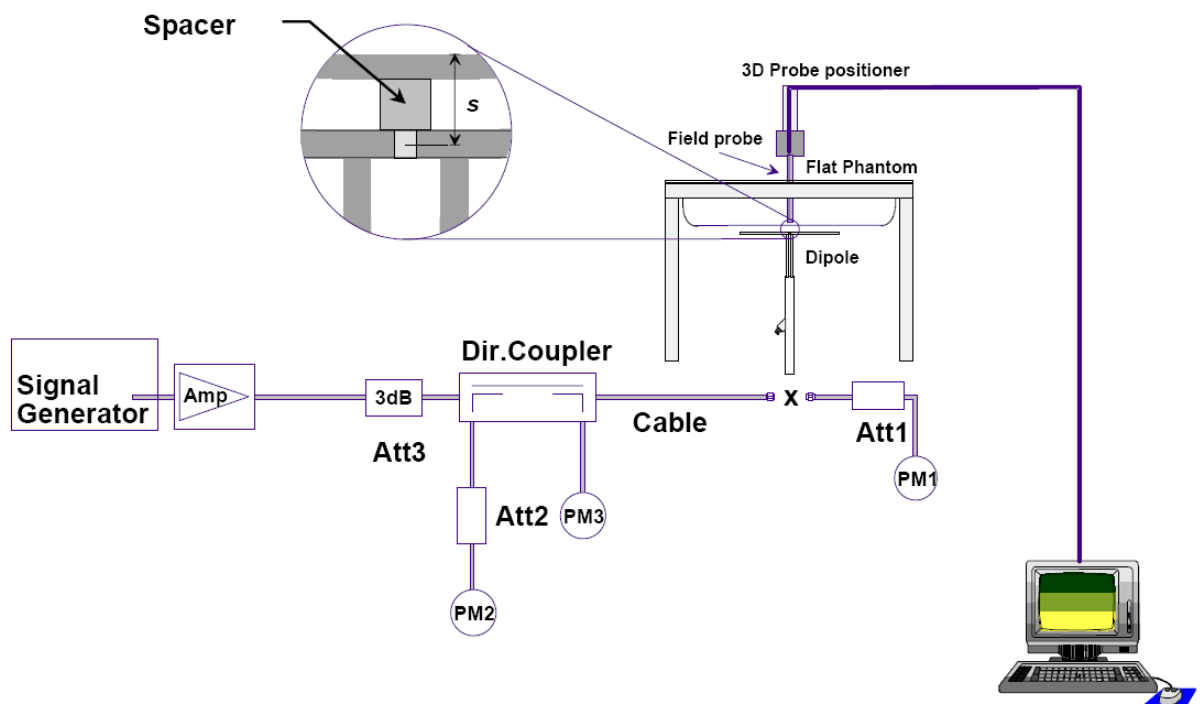 Spacer
s
3D Probe positioner
Field probe
Flat Phantom
Dipole
Dir.Coupler
Signal
Generator
Amp
3dB
Att3
Cable
x
Att1
PM1
Att2
PM3
PM2